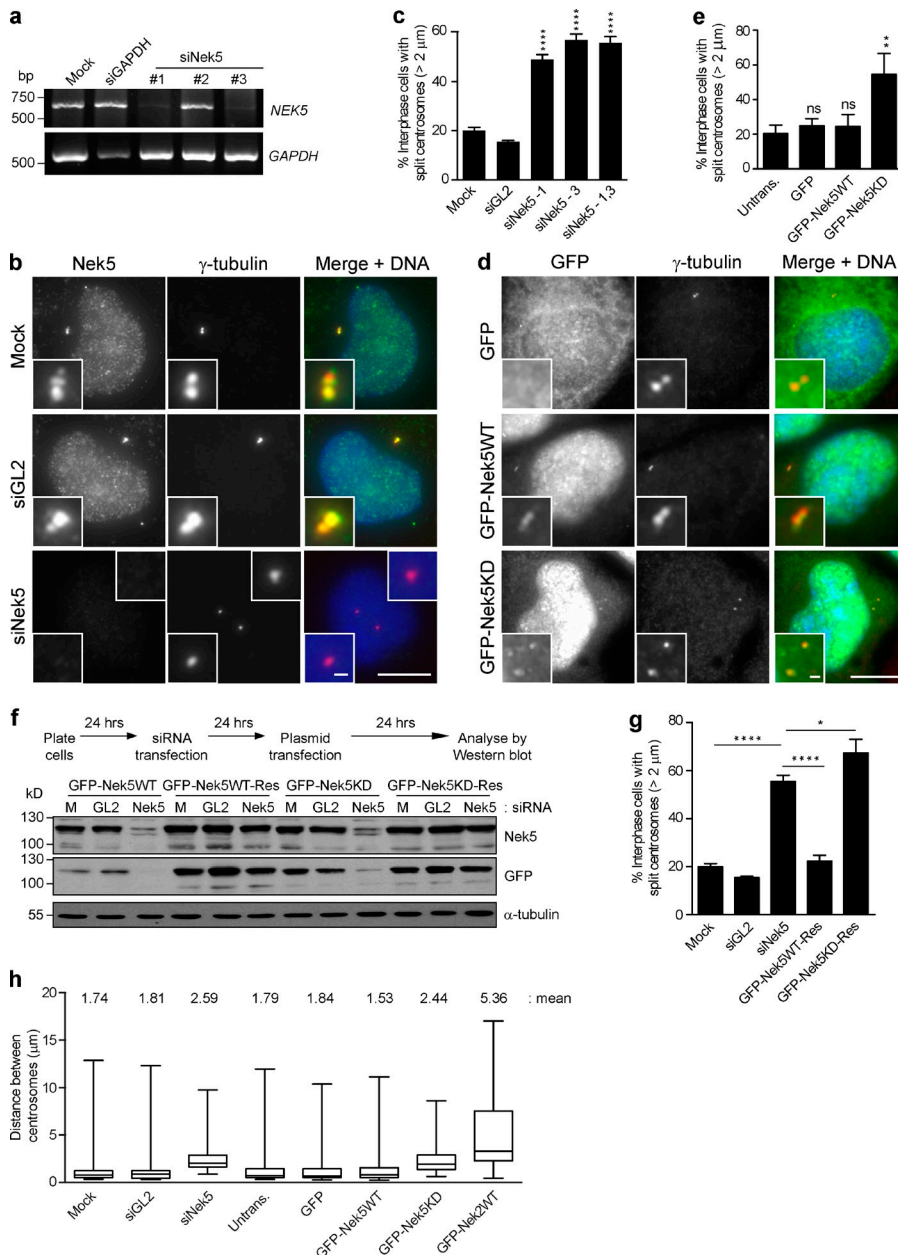 a
Mock
siGAPDH
siNek5
#1 #2 #3
bp
750
500
NEK5
500
GAPDH
c
% Interphase cells with split centrosomes (> 2 µm)
60
40
20
0
****
****
****
Mock
siGL2
siNek5 -1
siNek5 - 3
siNek5 - 1,3
e
% Interphase cells with split centrosomes (> 2 µm)
80
60
40
20
0
ns
ns
**
Untrans.
GFP
GFP-Nek5WT
GFP-Nek5KD
b
Nek5 γ-tubulin Merge + DNA
Mock
siGL2
siNek5
d
GFP γ-tubulin Merge + DNA
GFP
GFP-Nek5WT
GFP-Nek5KD
f
24 hrs 24 hrs 24 hrs
Plate cells
siRNA transfection
Plasmid transfection
Analyse by Western blot
GFP-Nek5WT GFP-Nek5WT-Res GFP-Nek5KD GFP-Nek5KD-Res
kD
M GL2 Nek5 M GL2 Nek5 M GL2 Nek5 M GL2 Nek5 : siRNA
130
100
Nek5
130
100
GFP
55
α-tubulin
g
% Interphase cells with split centrosomes (> 2 µm)
80
60
40
20
0
****
****
*
Mock
siGL2
siNek5
GFP-Nek5WT-Res
GFP-Nek5KD-Res
h
Distance between centrosomes (µm)
20
15
10
5
0
1.74 1.81 2.59 1.79 1.84 1.53 2.44 5.36 : mean
Mock
siGL2
siNek5
Untrans.
GFP
GFP-Nek5WT
GFP-Nek5KD
GFP-Nek2WT